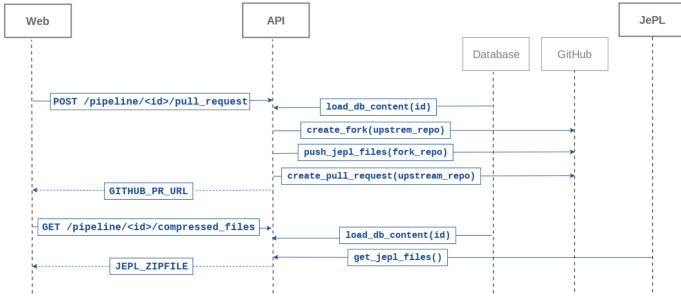 Web
API
JePL
Database
GitHub
POST /pipeline/<id>/pull_request
load_db_content(id)
create_fork(upstrem_repo)
push_jepl_files(fork_repo)
create_pull_request(upstream_repo)
GITHUB_PR_URL
GET /pipeline/<id>/compressed_files
load_db_content(id)
get_jepl_files()
JEPL_ZIPFILE